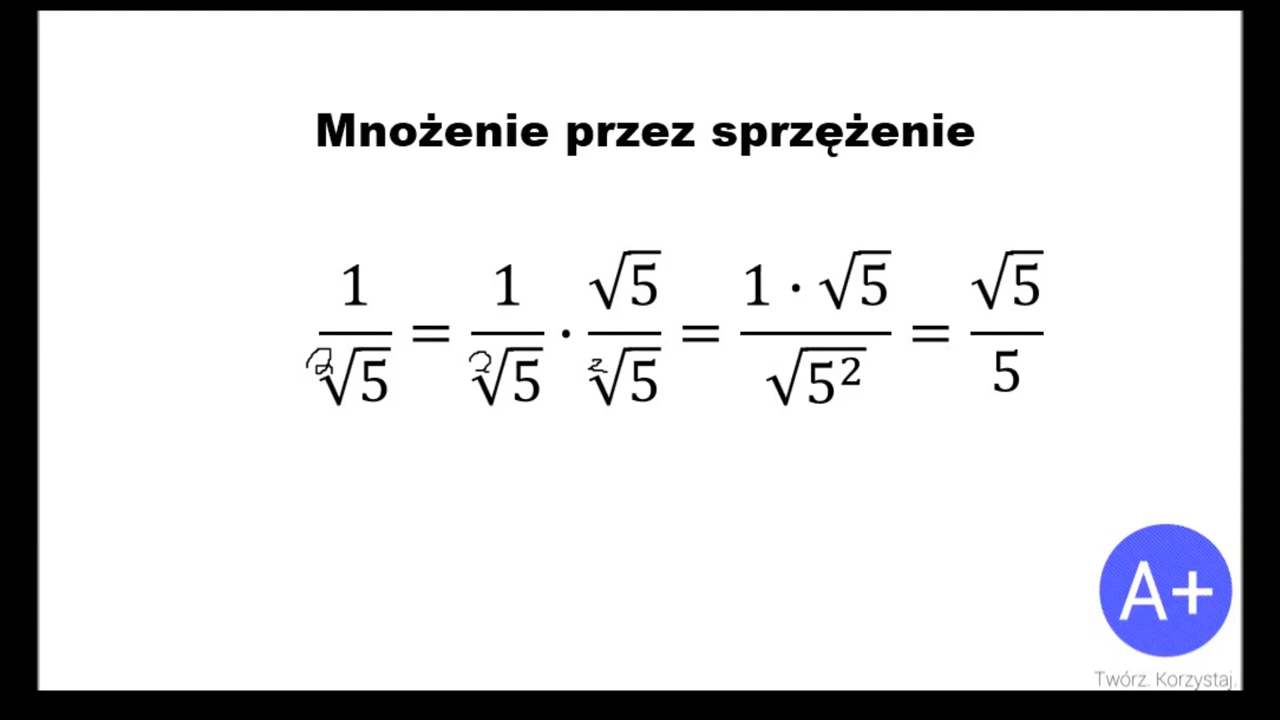 Mnożenie przez sprzężenie
1/²√5 = 1/²√5 · √5/²√5 = 1 · √5/√5² = √5/5
A+
Twórz. Korzystaj.